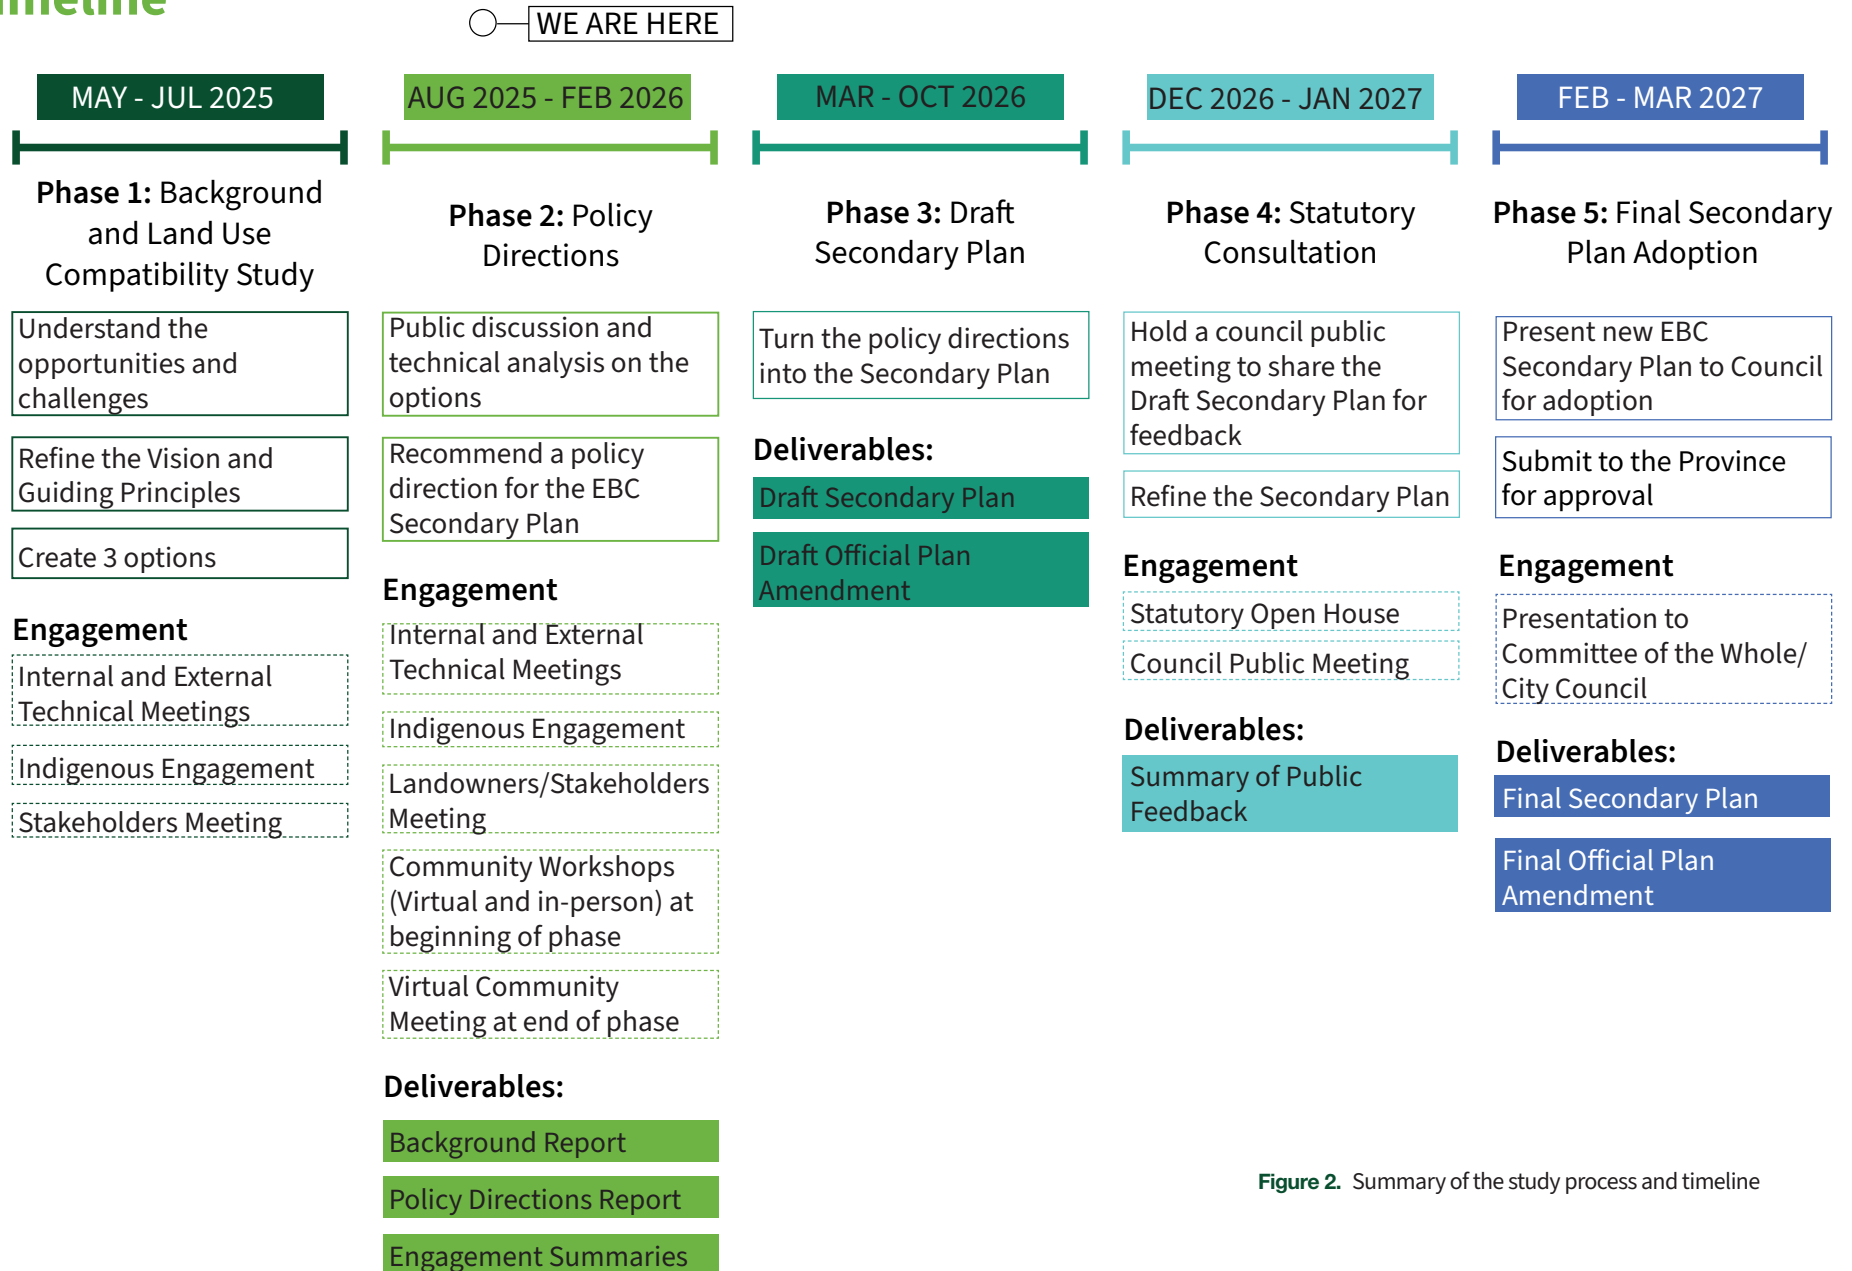 WE ARE HERE
MAY - JUL 2025
Phase 1: Background
and Land Use
Compatibility Study
Understand the
opportunities and
challenges
Refine the Vision and
Guiding Principles
Create 3 options
Engagement
Internal and External
Technical Meetings
Indigenous Engagement
Stakeholders Meeting
AUG 2025 - FEB 2026
Phase 2: Policy
Directions
Public discussion and
technical analysis on the
options
Recommend a policy
direction for the EBC
Secondary Plan
Engagement
Internal and External
Technical Meetings
Indigenous Engagement
Landowners/Stakeholders
Meeting
Community Workshops
(Virtual and in-person) at
beginning of phase
Virtual Community
Meeting at end of phase
Deliverables:
Background Report
Policy Directions Report
Engagement Summaries
MAR - OCT 2026
Phase 3: Draft
Secondary Plan
Turn the policy directions
into the Secondary Plan
Deliverables:
Draft Secondary Plan
Draft Official Plan
Amendment
DEC 2026 - JAN 2027
Phase 4: Statutory
Consultation
Hold a council public
meeting to share the
Draft Secondary Plan for
feedback
Refine the Secondary Plan
Engagement
Statutory Open House
Council Public Meeting
Deliverables:
Summary of Public
Feedback
FEB - MAR 2027
Phase 5: Final Secondary
Plan Adoption
Present new EBC
Secondary Plan to Council
for adoption
Submit to the Province
for approval
Engagement
Presentation to
Committee of the Whole/
City Council
Deliverables:
Final Secondary Plan
Final Official Plan
Amendment
Figure 2. Summary of the study process and timeline